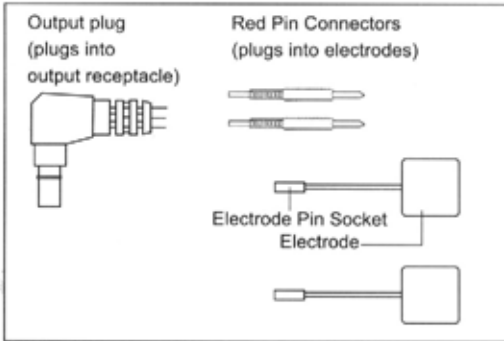 Output plug
(plugs into
output receptacle)
Red Pin Connectors
(plugs into electrodes)
Electrode Pin Socket
Electrode